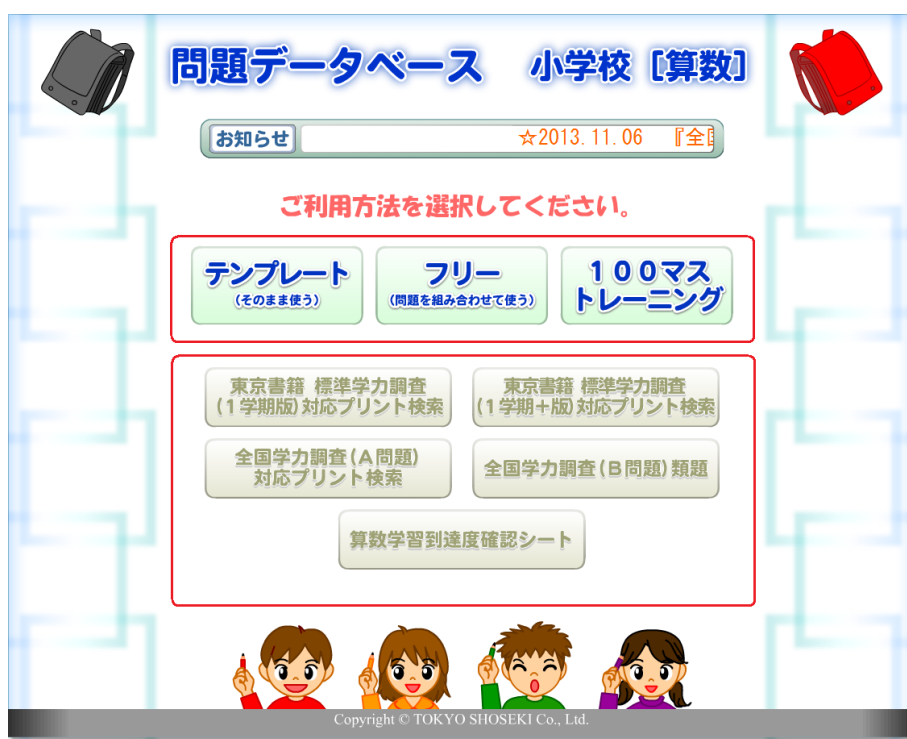 問題データベース 小学校[算数]
お知らせ ☆2013.11.06 『全国
ご利用方法を選択してください。
テンプレート
(そのまま使う)
フリー
(問題を組み合わせて使う)
100マス
トレーニング
東京書籍 標準学力調査
(1学期版)対応プリント検索
東京書籍 標準学力調査
(1学期+版)対応プリント検索
全国学力調査(A問題)
対応プリント検索
全国学力調査(B問題)類題
算数学習到達度確認シート
Copyright © TOKYO SHOSEKI Co., Ltd.